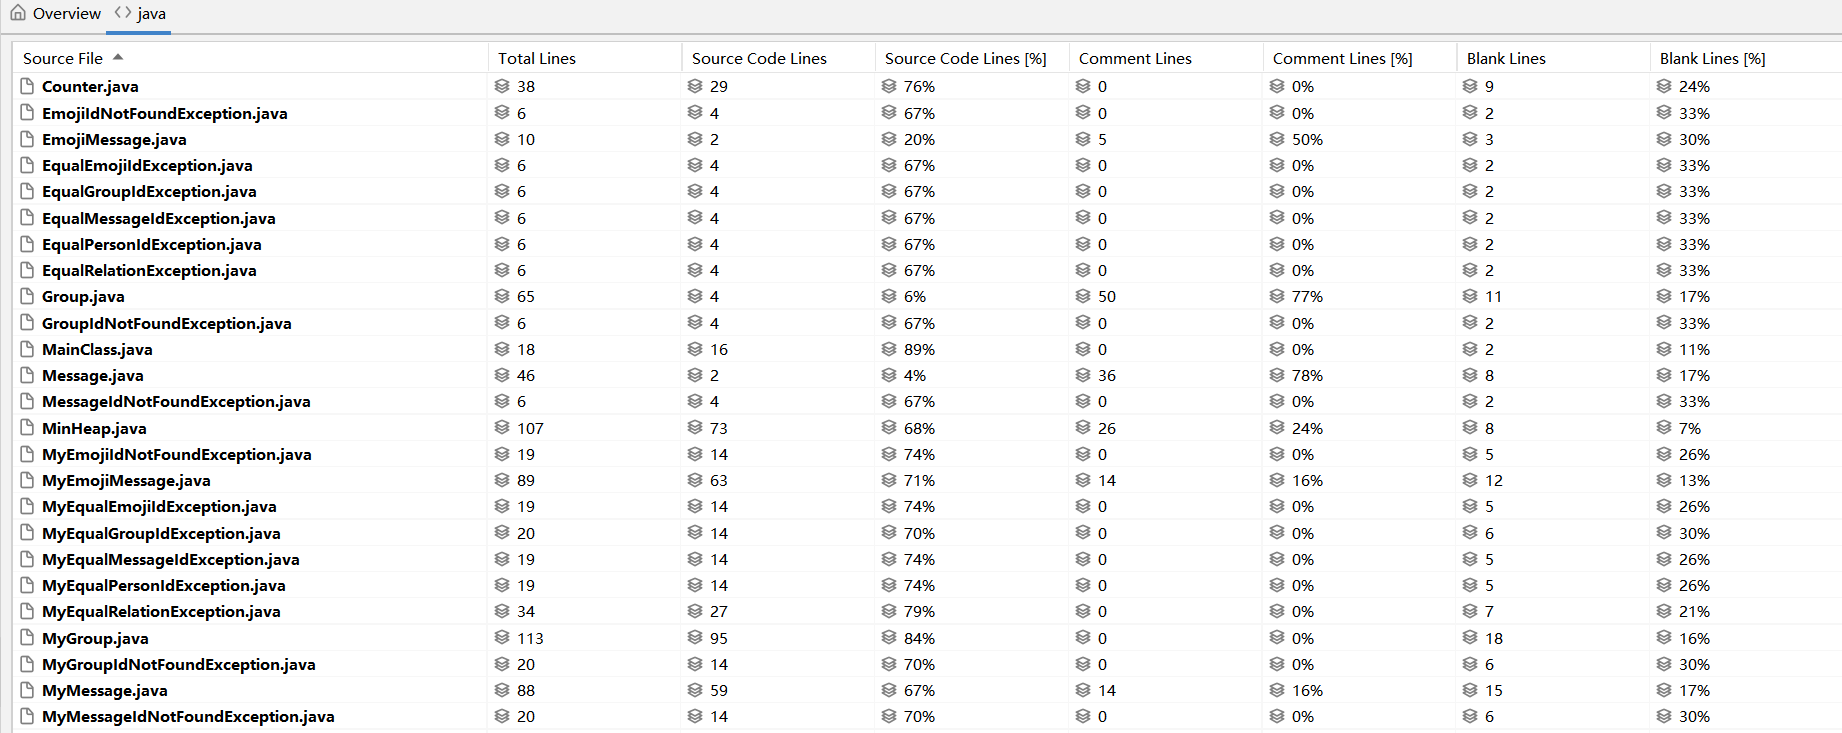 Overview java
Source File Total Lines Source Code Lines Source Code Lines [%] Comment Lines Comment Lines [%] Blank Lines Blank Lines [%]
Counter.java 38 29 76% 0 0% 9 24%
EmojiIdNotFoundException.java 6 4 67% 0 0% 2 33%
EmojiMessage.java 10 2 20% 5 50% 3 30%
EqualEmojiIdException.java 6 4 67% 0 0% 2 33%
EqualGroupIdException.java 6 4 67% 0 0% 2 33%
EqualMessageIdException.java 6 4 67% 0 0% 2 33%
EqualPersonIdException.java 6 4 67% 0 0% 2 33%
EqualRelationException.java 6 4 67% 0 0% 2 33%
Group.java 65 4 6% 50 77% 11 17%
GroupIdNotFoundException.java 6 4 67% 0 0% 2 33%
MainClass.java 18 16 89% 0 0% 2 11%
Message.java 46 2 4% 36 78% 8 17%
MessageIdNotFoundException.java 6 4 67% 0 0% 2 33%
MinHeap.java 107 73 68% 26 24% 8 7%
MyEmojiIdNotFoundException.java 19 14 74% 0 0% 5 26%
MyEmojiMessage.java 89 63 71% 14 16% 12 13%
MyEqualEmojiIdException.java 19 14 74% 0 0% 5 26%
MyEqualGroupIdException.java 20 14 70% 0 0% 6 30%
MyEqualMessageIdException.java 19 14 74% 0 0% 5 26%
MyEqualPersonIdException.java 19 14 74% 0 0% 5 26%
MyEqualRelationException.java 34 27 79% 0 0% 7 21%
MyGroup.java 113 95 84% 0 0% 18 16%
MyGroupIdNotFoundException.java 20 14 70% 0 0% 6 30%
MyMessage.java 88 59 67% 14 16% 15 17%
MyMessageIdNotFoundException.java 20 14 70% 0 0% 6 30%